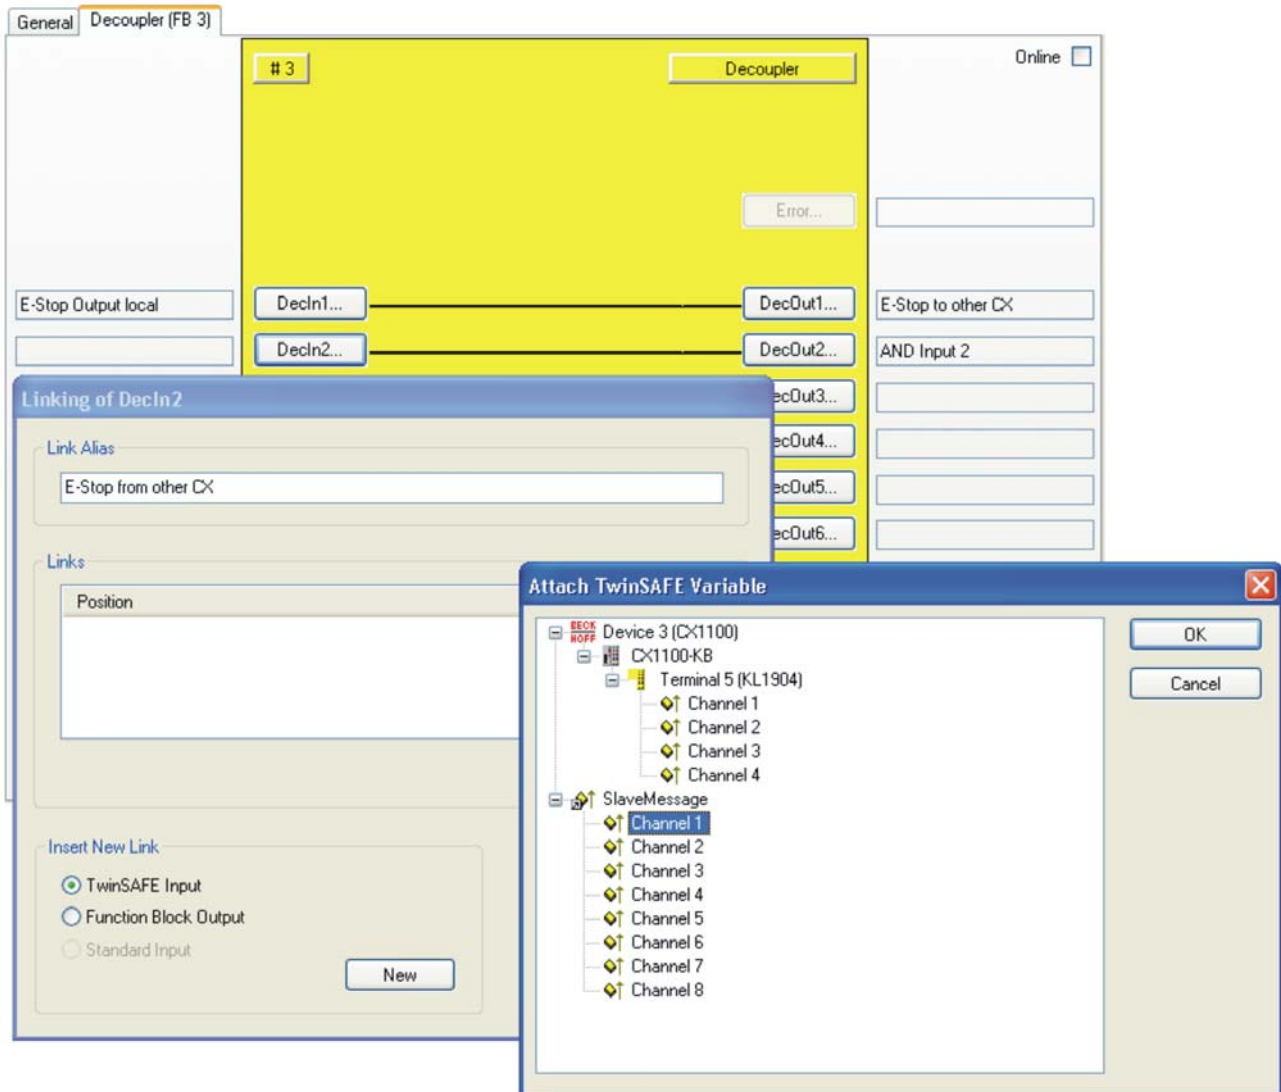 General
Decoupler (FB 3)
# 3
Decoupler
Online
Error...
E-Stop Output local
DecIn1...
DecOut1...
E-Stop to other CX
DecIn2...
DecOut2...
AND Input 2
Linking of DecIn2
ecOut3...
Link Alias
ecOut4...
E-Stop from other CX
ecOut5...
ecOut6...
Links
Position
Attach TwinSAFE Variable
BECK
HOFF
Device 3 (CX1100)
OK
CX1100-KB
Terminal 5 (KL1904)
Cancel
Channel 1
Channel 2
Channel 3
Channel 4
SlaveMessage
Channel 1
Channel 2
Channel 3
Channel 4
Channel 5
Channel 6
Channel 7
Channel 8
Insert New Link
TwinSAFE Input
Function Block Output
Standard Input
New